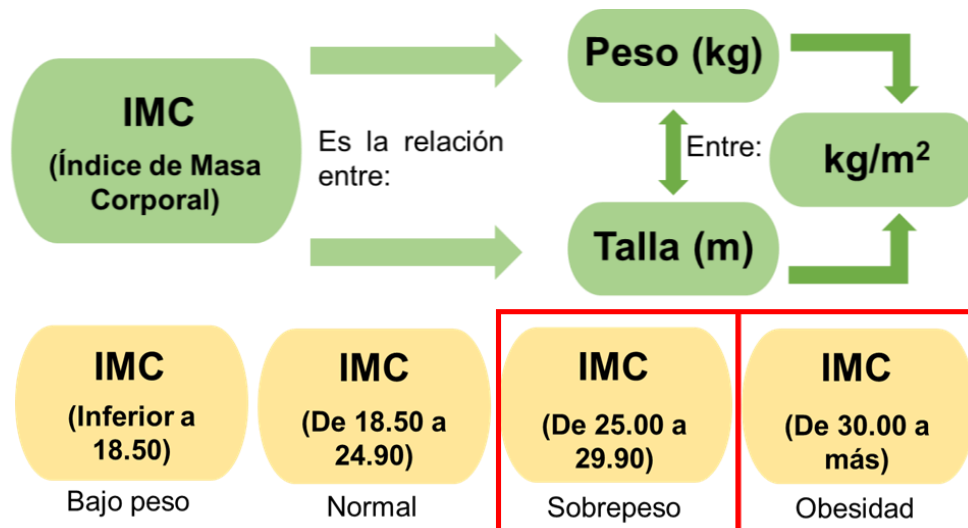 IMC
(Índice de Masa
Corporal)
Es la relación
entre:
Peso (kg)
Entre:
Talla (m)
kg/m²
IMC
(Inferior a
18.50)
Bajo peso
IMC
(De 18.50 a
24.90)
Normal
IMC
(De 25.00 a
29.90)
Sobrepeso
IMC
(De 30.00 a
más)
Obesidad